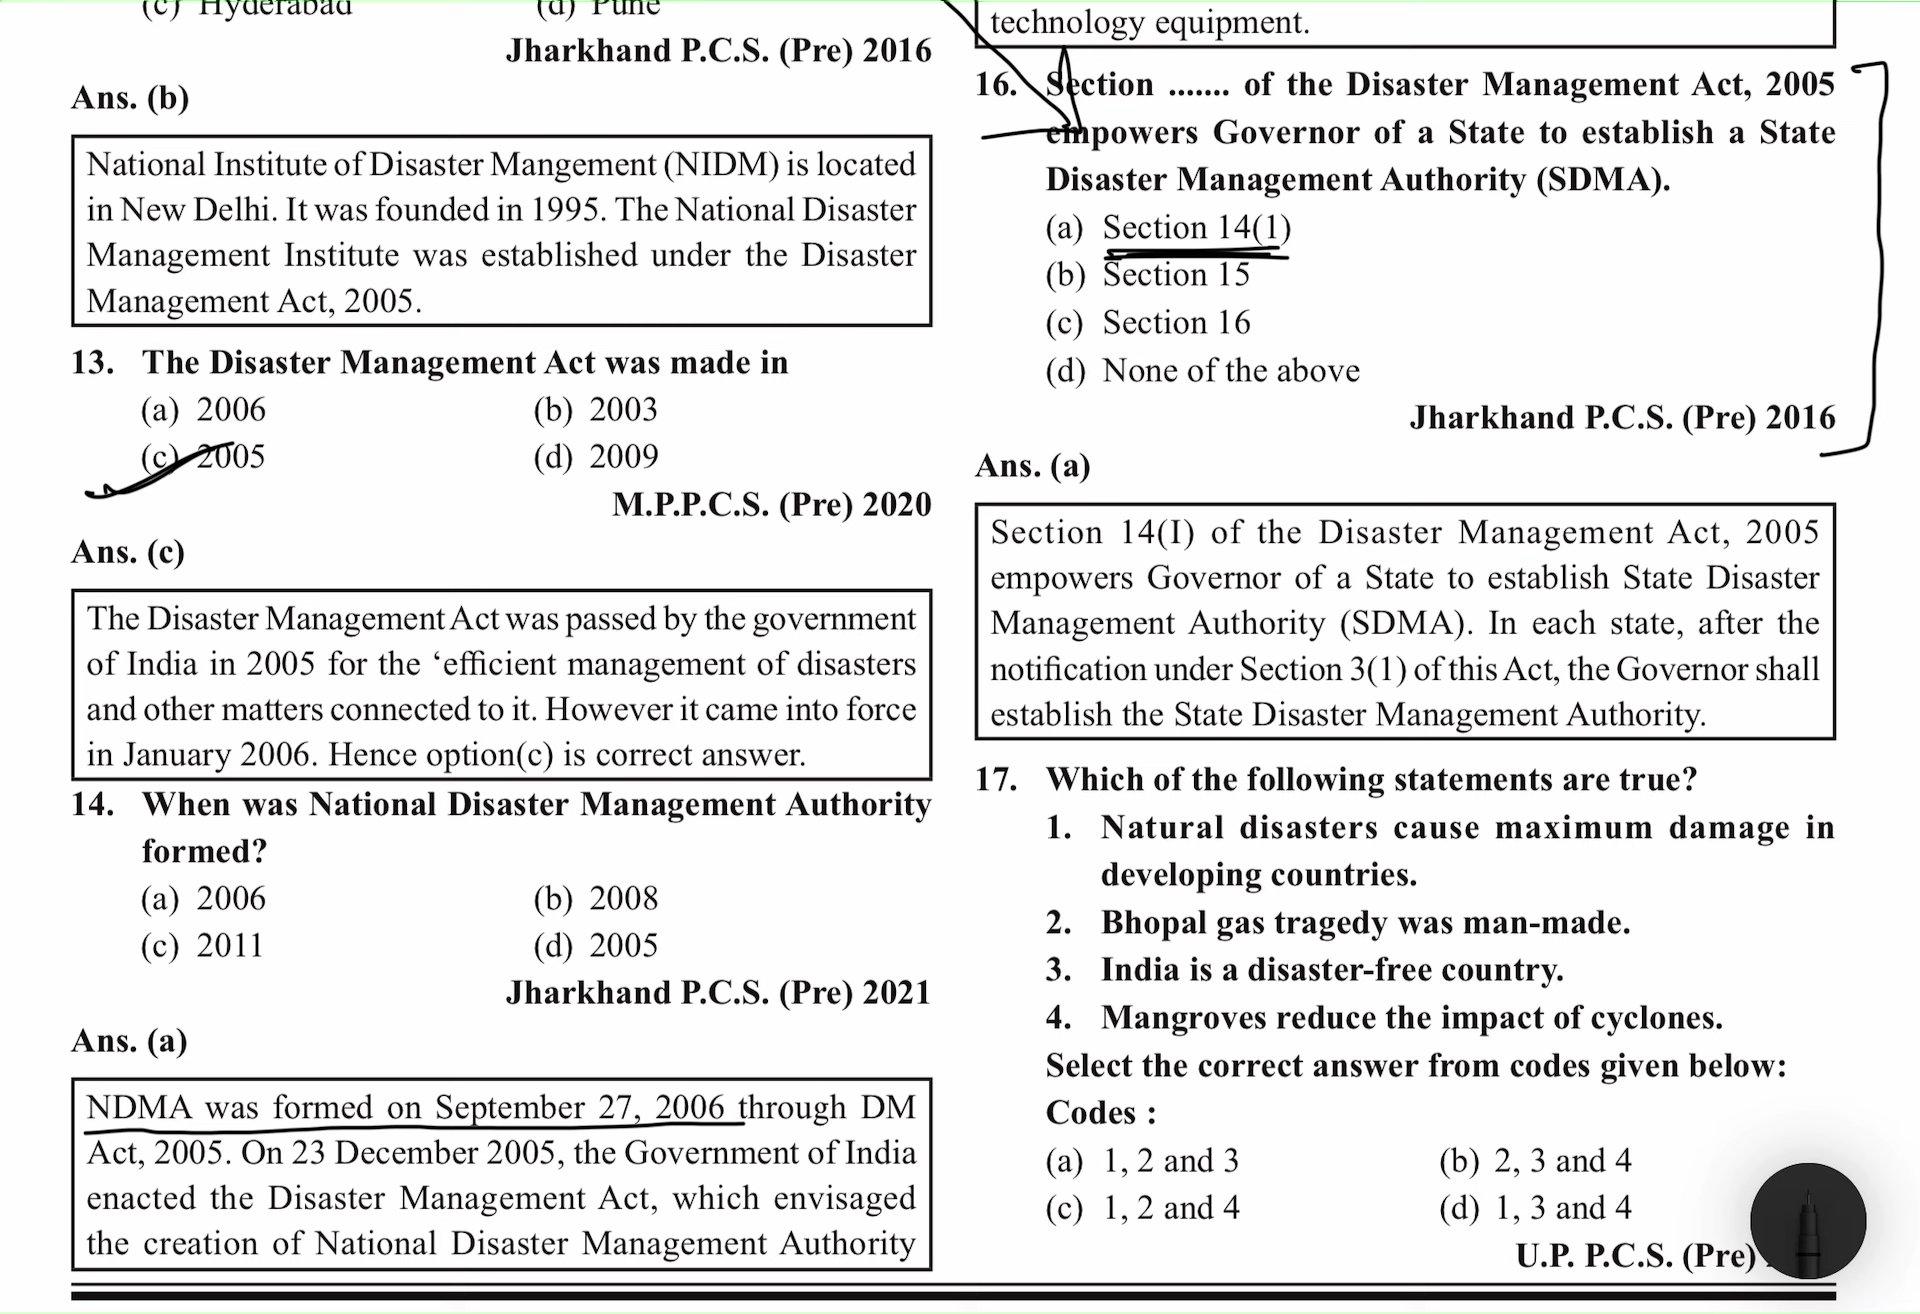 (c) Hyderabad (d) Pune
Jharkhand P.C.S. (Pre) 2016
Ans. (b)
National Institute of Disaster Mangement (NIDM) is located
in New Delhi. It was founded in 1995. The National Disaster
Management Institute was established under the Disaster
Management Act, 2005.
13. The Disaster Management Act was made in
(a) 2006 (b) 2003
(c) 2005 (d) 2009
M.P.P.C.S. (Pre) 2020
Ans. (c)
The Disaster Management Act was passed by the government
of India in 2005 for the ‘efficient management of disasters
and other matters connected to it. However it came into force
in January 2006. Hence option(c) is correct answer.
14. When was National Disaster Management Authority
formed?
(a) 2006 (b) 2008
(c) 2011 (d) 2005
Jharkhand P.C.S. (Pre) 2021
Ans. (a)
NDMA was formed on September 27, 2006 through DM
Act, 2005. On 23 December 2005, the Government of India
enacted the Disaster Management Act, which envisaged
the creation of National Disaster Management Authority
technology equipment.
16. Section ....... of the Disaster Management Act, 2005
empowers Governor of a State to establish a State
Disaster Management Authority (SDMA).
(a) Section 14(1)
(b) Section 15
(c) Section 16
(d) None of the above
Jharkhand P.C.S. (Pre) 2016
Ans. (a)
Section 14(I) of the Disaster Management Act, 2005
empowers Governor of a State to establish State Disaster
Management Authority (SDMA). In each state, after the
notification under Section 3(1) of this Act, the Governor shall
establish the State Disaster Management Authority.
17. Which of the following statements are true?
1. Natural disasters cause maximum damage in
developing countries.
2. Bhopal gas tragedy was man-made.
3. India is a disaster-free country.
4. Mangroves reduce the impact of cyclones.
Select the correct answer from codes given below:
Codes :
(a) 1, 2 and 3 (b) 2, 3 and 4
(c) 1, 2 and 4 (d) 1, 3 and 4
U.P. P.C.S. (Pre)